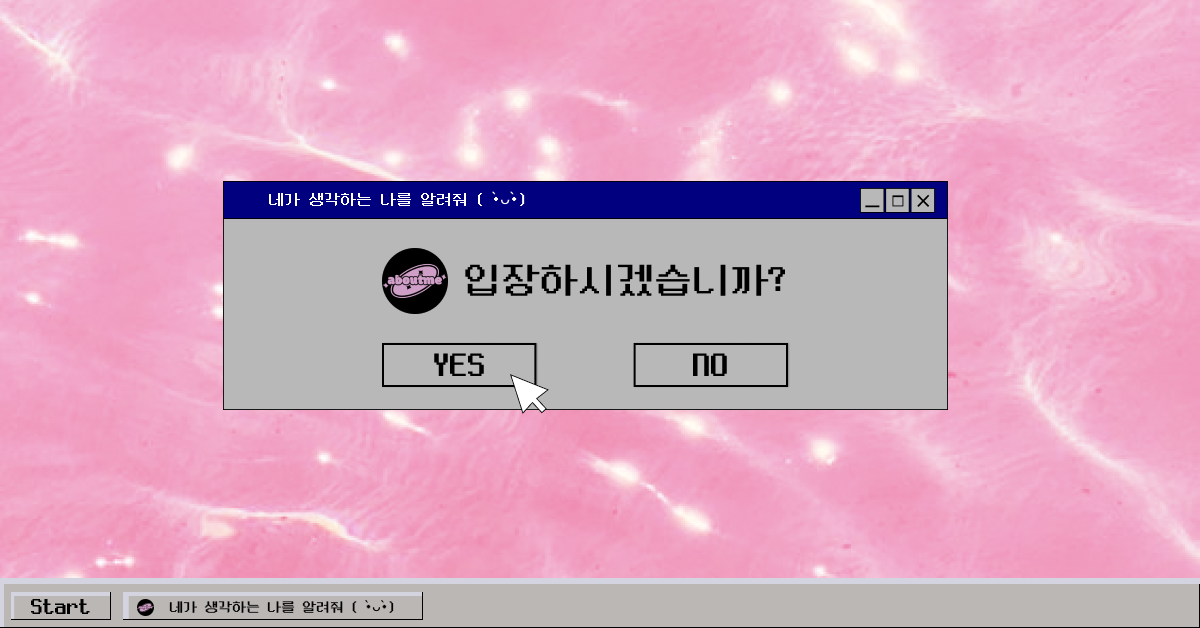 네가 생각하는 나를 알려줘 ( •̀ᴗ•́)
aboutme
입장하시겠습니까?
YES
NO
Start
네가 생각하는 나를 알려줘 ( •̀ᴗ•́)